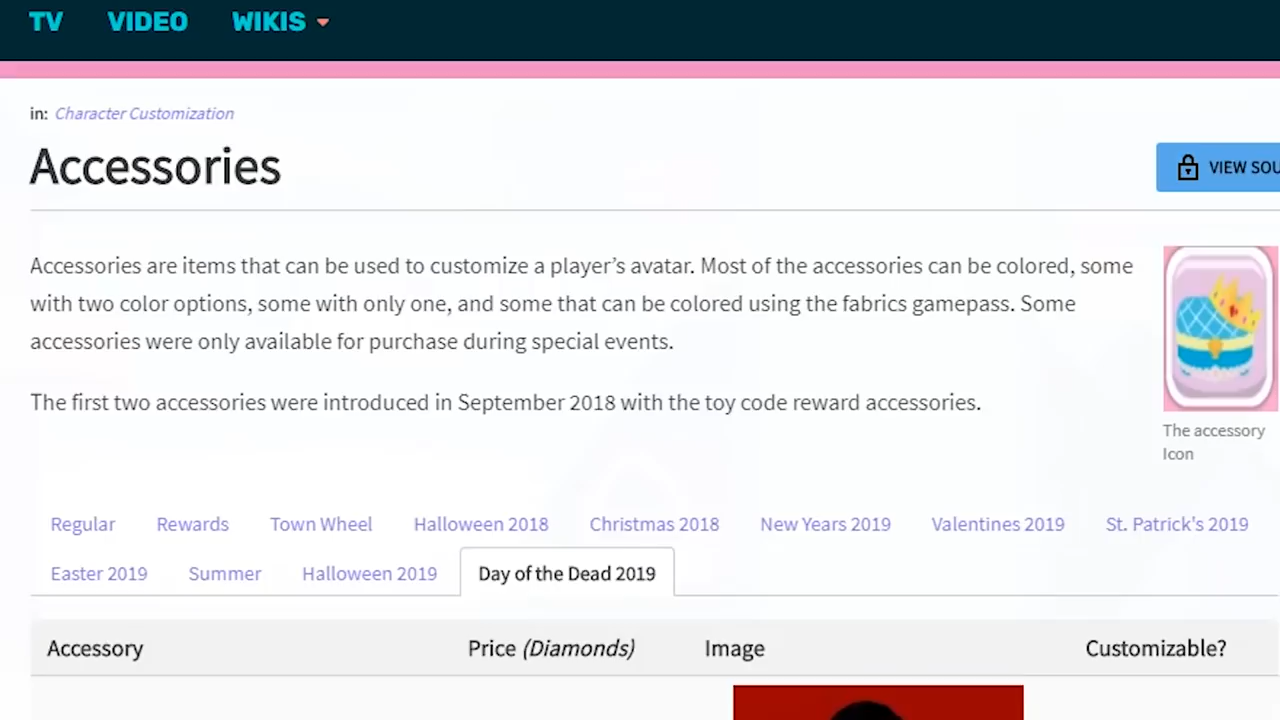 TV VIDEO WIKIS
in: Character Customization
Accessories
VIEW SOU
Accessories are items that can be used to customize a player’s avatar. Most of the accessories can be colored, some
with two color options, some with only one, and some that can be colored using the fabrics gamepass. Some
accessories were only available for purchase during special events.
The first two accessories were introduced in September 2018 with the toy code reward accessories.
The accessory
Icon
Regular Rewards Town Wheel Halloween 2018 Christmas 2018 New Years 2019 Valentines 2019 St. Patrick's 2019
Easter 2019 Summer Halloween 2019 Day of the Dead 2019
Accessory Price (Diamonds) Image Customizable?